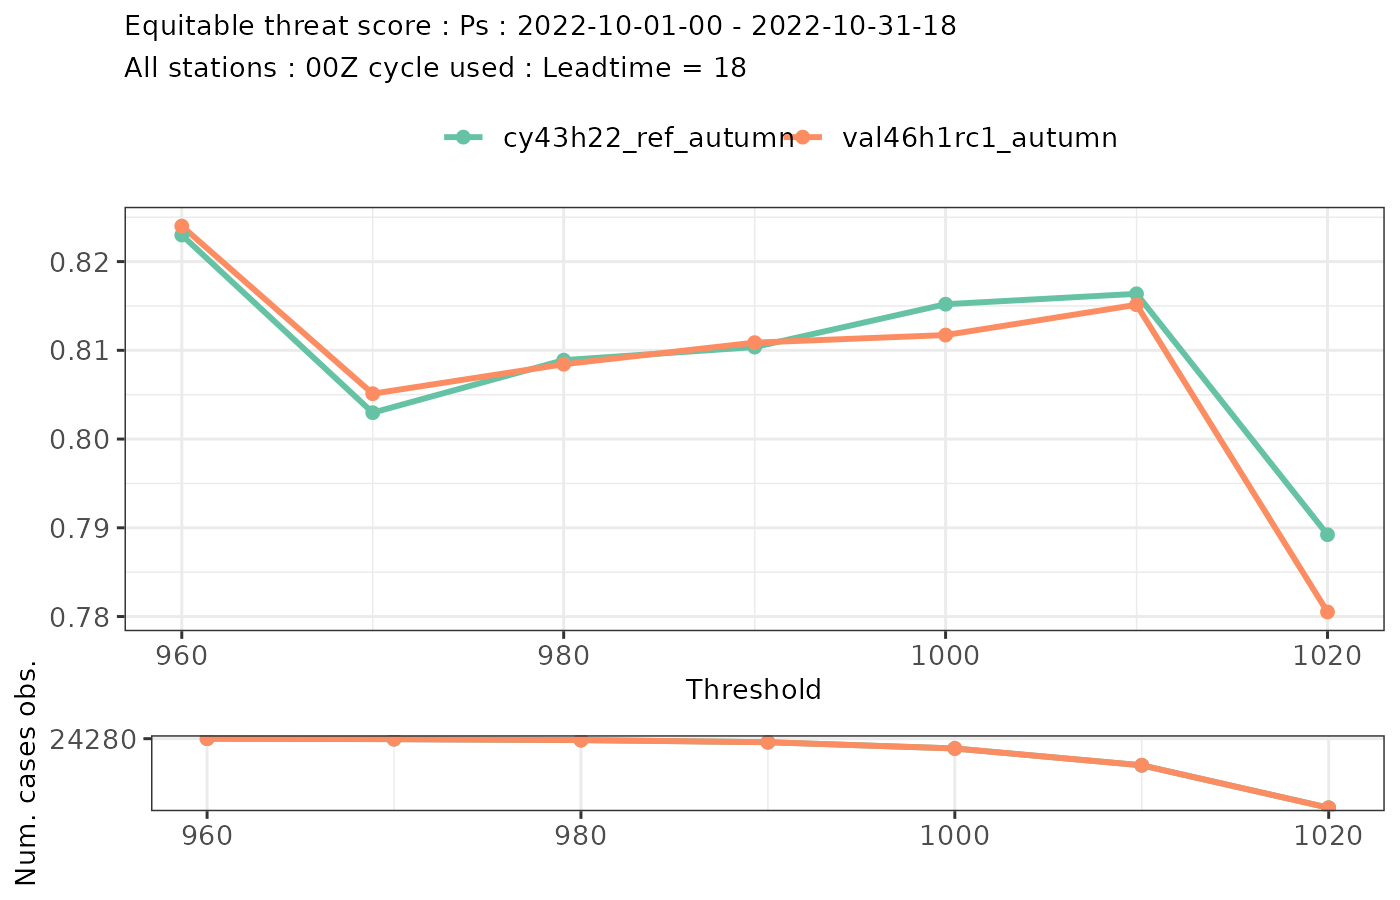 Equitable threat score : Ps : 2022-10-01-00 - 2022-10-31-18
All stations : 00Z cycle used : Leadtime = 18
cy43h22_ref_autumn val46h1rc1_autumn
0.82
0.81
0.80
0.79
0.78
960 980 1000 1020
Threshold
Num. cases obs.
24280
960 980 1000 1020